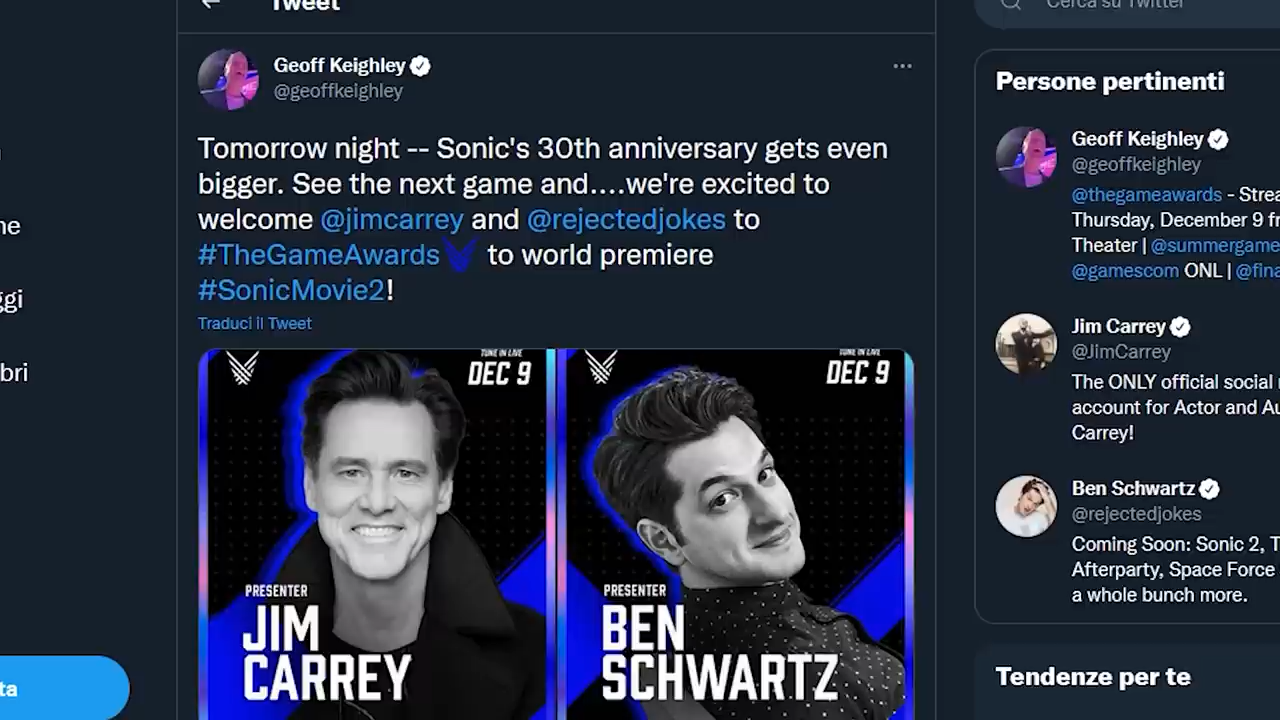 Tweet
Cerca su Twitter
Geoff Keighley
@geoffkeighley
Tomorrow night -- Sonic's 30th anniversary gets even
bigger. See the next game and....we're excited to
welcome @jimcarrey and @rejectedjokes to
#TheGameAwards to world premiere
#SonicMovie2!
Traduci il Tweet
TUNE IN LIVE
DEC 9
PRESENTER
JIM
CARREY
TUNE IN LIVE
DEC 9
PRESENTER
BEN
SCHWARTZ
Persone pertinenti
Geoff Keighley
@geoffkeighley
@thegameawards - Strea
Thursday, December 9 fr
Theater | @summergame
@gamescom ONL | @fina
Jim Carrey
@JimCarrey
The ONLY official social
account for Actor and Au
Carrey!
Ben Schwartz
@rejectedjokes
Coming Soon: Sonic 2, T
Afterparty, Space Force
a whole bunch more.
Tendenze per te
ne
ggi
bri
ta